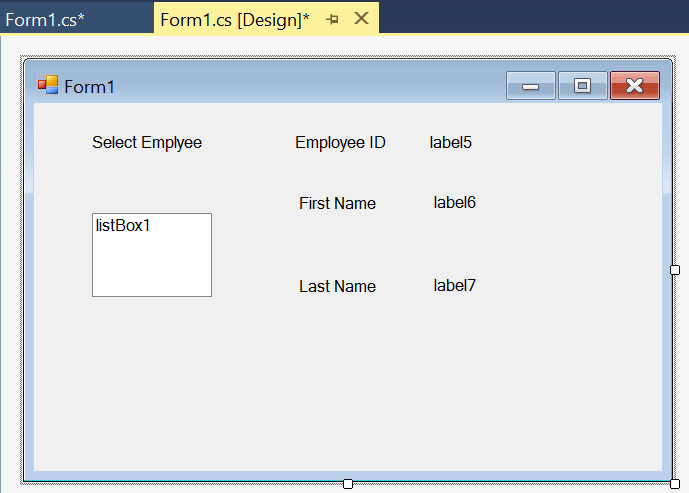 Form1.cs*
Form1.cs [Design]*
Form1
Select Emplyee
Employee ID
label5
First Name
label6
listBox1
Last Name
label7